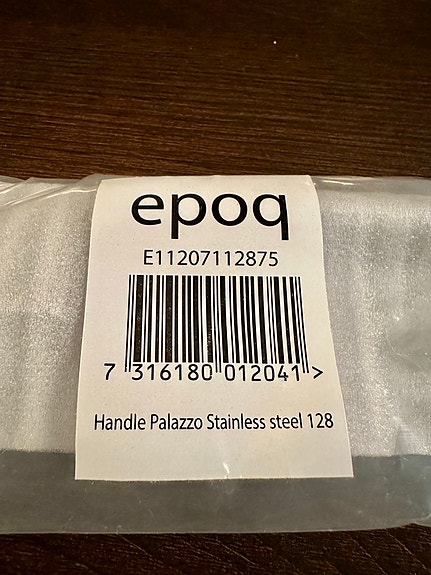 epoq
E11207112875
7 316180 012041 >
Handle Palazzo Stainless steel 128